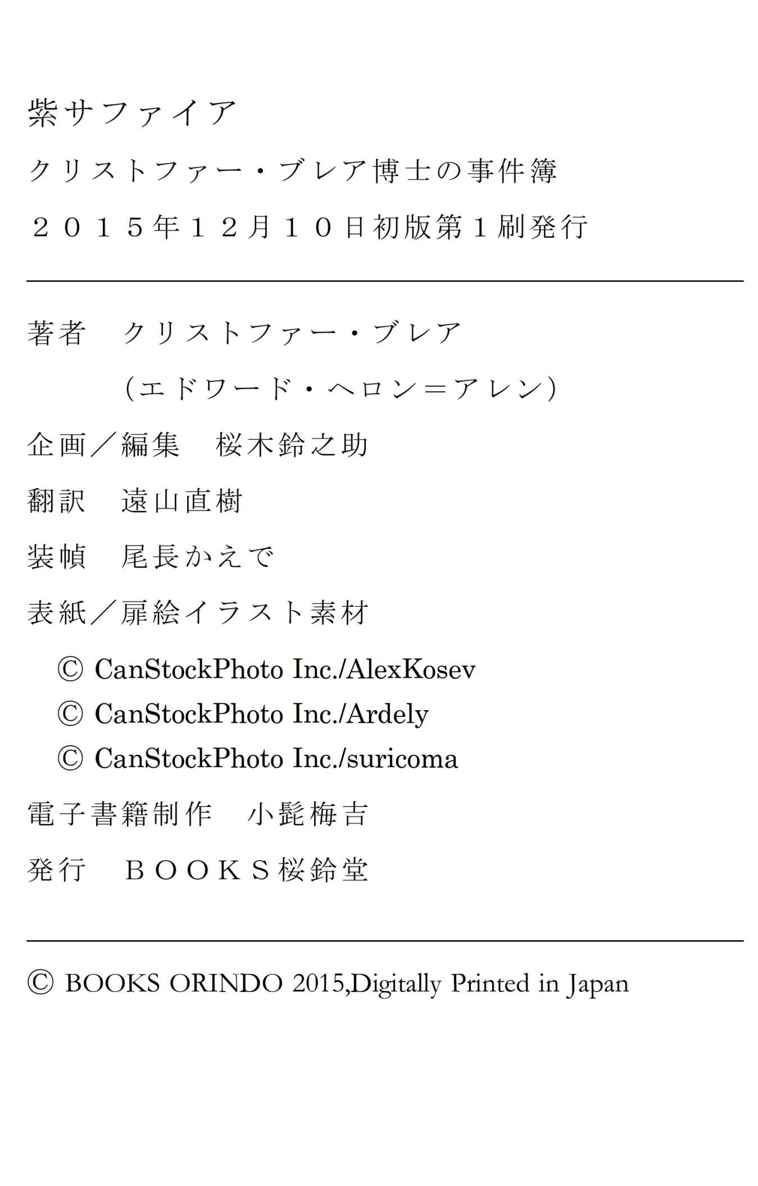 紫サファイア
クリストファー・ブレア博士の事件簿
２０１５年１２月１０日初版第１刷発行
著者　クリストファー・ブレア
（エドワード・ヘロン＝アレン）
企画／編集　桜木鈴之助
翻訳　遠山直樹
装幀　尾長かえで
表紙／扉絵イラスト素材
Ⓒ CanStockPhoto Inc./AlexKosev
Ⓒ CanStockPhoto Inc./Ardely
Ⓒ CanStockPhoto Inc./suricoma
電子書籍制作　小髭梅吉
発行　ＢＯＯＫＳ桜鈴堂
Ⓒ BOOKS ORINDO 2015,Digitally Printed in Japan